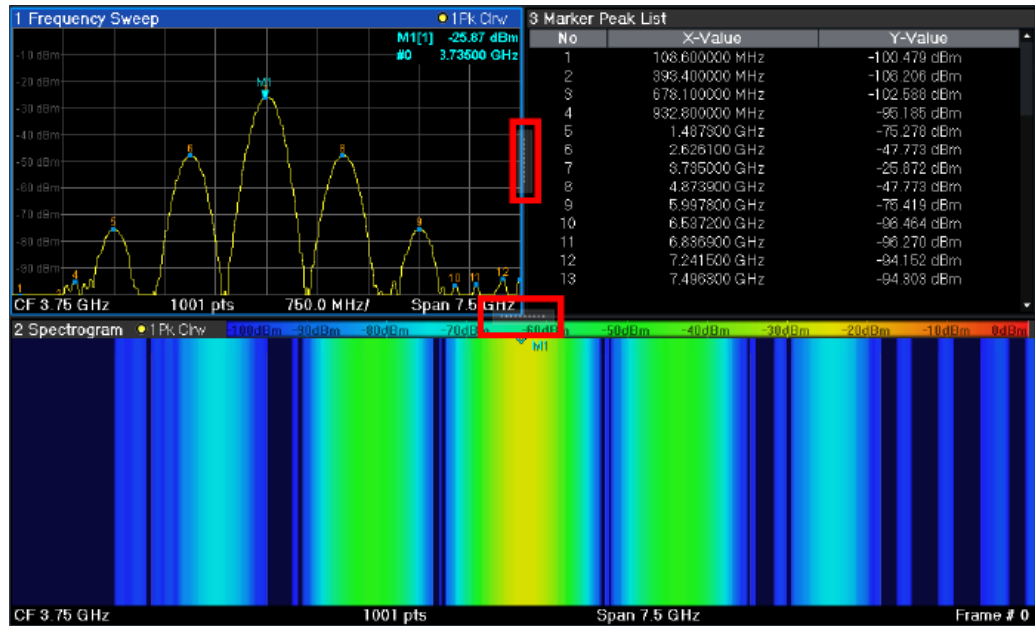 1 Frequency Sweep
1Pk Clrw
M1[1] -25.87 dBm
#0 3.73500 GHz
-10 dBm
-20 dBm
-30 dBm
-40 dBm
-50 dBm
-60 dBm
-70 dBm
-80 dBm
-90 dBm
M1
6
8
5
9
4
10 11 12
1
CF 3.75 GHz 1001 pts 750.0 MHz/ Span 7.5 GHz
3 Marker Peak List
No X-Value Y-Value
1 108.600000 MHz -100.479 dBm
2 393.400000 MHz -106.206 dBm
3 678.100000 MHz -102.588 dBm
4 932.800000 MHz -95.185 dBm
5 1.487300 GHz -75.278 dBm
6 2.626100 GHz -47.773 dBm
7 3.735000 GHz -25.872 dBm
8 4.873900 GHz -47.773 dBm
9 5.997800 GHz -75.419 dBm
10 6.537200 GHz -96.464 dBm
11 6.836900 GHz -96.270 dBm
12 7.241500 GHz -94.152 dBm
13 7.496300 GHz -94.303 dBm
2 Spectrogram 1Pk Clrw -100dBm -90dBm -80dBm -70dBm -60dBm -50dBm -40dBm -30dBm -20dBm -10dBm 0dBm
M1
CF 3.75 GHz 1001 pts Span 7.5 GHz Frame # 0